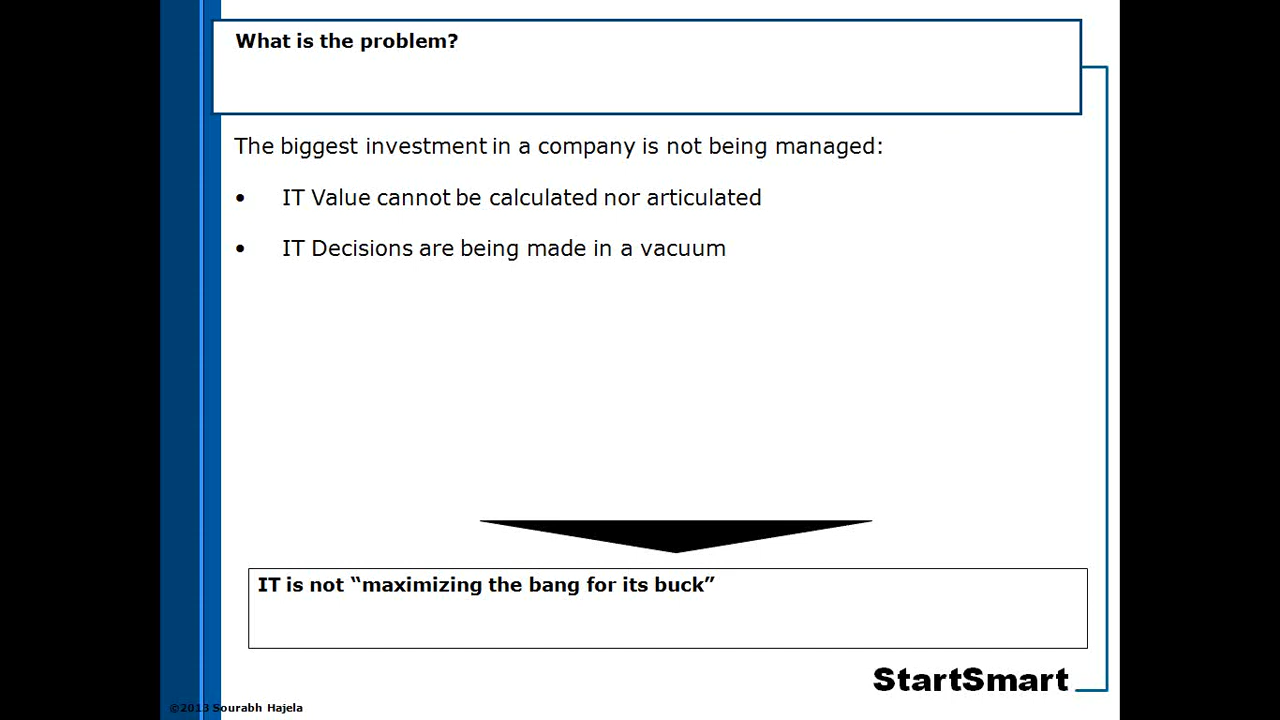 What is the problem?
The biggest investment in a company is not being managed:
• IT Value cannot be calculated nor articulated
• IT Decisions are being made in a vacuum
IT is not “maximizing the bang for its buck”
StartSmart
©2013 Sourabh Hajela